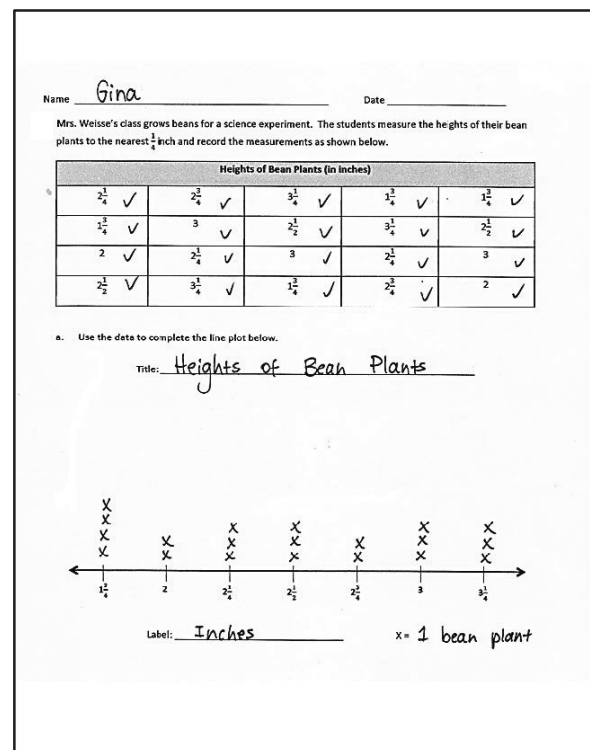 Name Gina Date
Mrs. Weisse's class grows beans for a science experiment. The students measure the heights of their bean
plants to the nearest 1/4 inch and record the measurements as shown below.
Heights of Bean Plants (in inches)
2 1/4 ✓ 2 3/4 ✓ 3 1/4 ✓ 1 3/4 ✓ 1 3/4 ✓
1 3/4 ✓ 3 ✓ 2 1/2 ✓ 3 1/4 ✓ 2 1/2 ✓
2 ✓ 2 1/4 ✓ 3 ✓ 2 1/4 ✓ 3 ✓
2 1/2 ✓ 3 1/4 ✓ 1 3/4 ✓ 2 3/4 ✓ 2 ✓
a. Use the data to complete the line plot below.
Title: Heights of Bean Plants
X
X X X X X
X X X X X X X
X X X X X X X
1 3/4 2 2 1/4 2 1/2 2 3/4 3 3 1/4
Label: Inches X = 1 bean plant